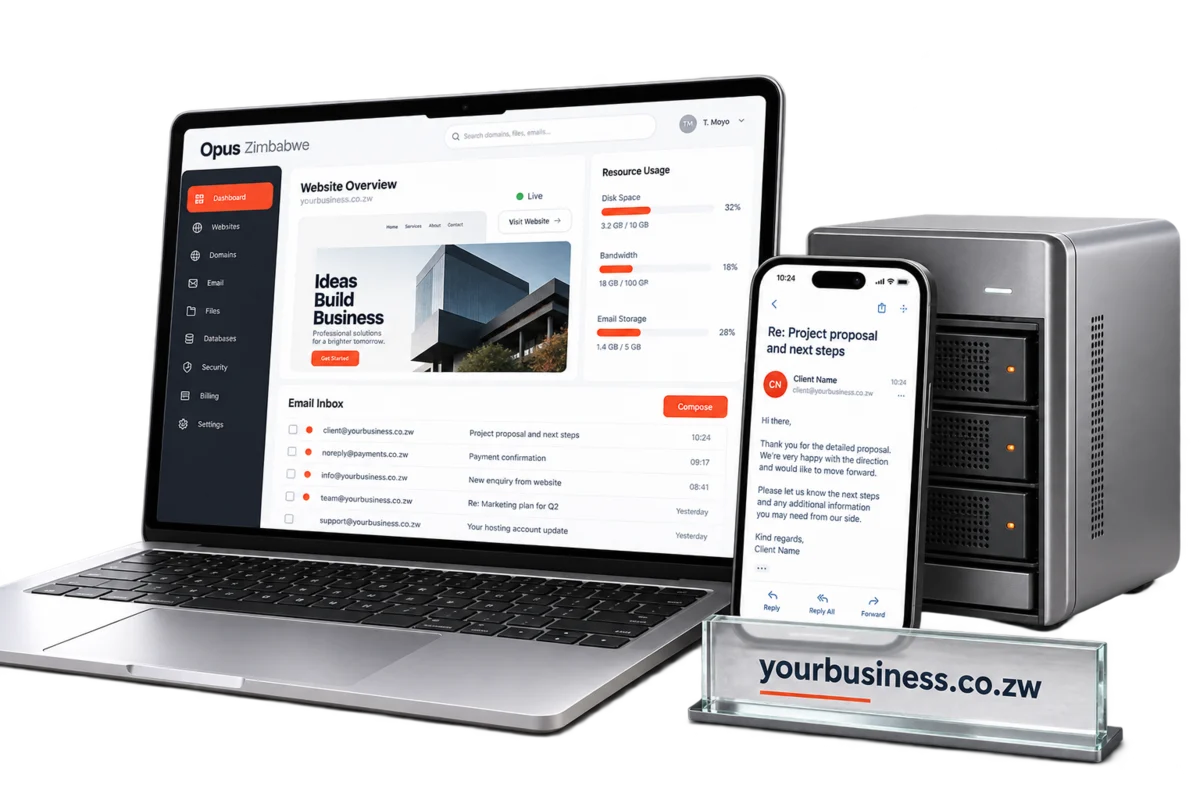 Opus Zimbabwe
Search domains, files, emails...
TM
T. Moyo
Dashboard
Websites
Domains
Email
Files
Databases
Security
Billing
Settings
Website Overview
yourbusiness.co.zw
Live
Visit Website →
Home Services About Contact
Ideas
Build
Business
Professional solutions
for a brighter tomorrow.
Get Started
Resource Usage
Disk Space
32%
3.2 GB / 10 GB
Bandwidth
18%
18 GB / 100 GB
Email Storage
28%
1.4 GB / 5 GB
Email Inbox
Compose
client@yourbusiness.co.zw Project proposal and next steps 10:24
noreply@payments.co.zw Payment confirmation 09:17
info@yourbusiness.co.zw New enquiry from website 08:41
team@yourbusiness.co.zw Re: Marketing plan for Q2 Yesterday
support@yourbusiness.co.zw Your hosting account update Yesterday
10:24
Re: Project proposal
and next steps
CN
Client Name 10:24
client@yourbusiness.co.zw
Hi there,
Thank you for the detailed proposal.
We're very happy with the direction
and would like to move forward.
Please let us know the next steps
and any additional information
you may need from our side.
Kind regards,
Client Name
Reply Reply All Forward
yourbusiness.co.zw